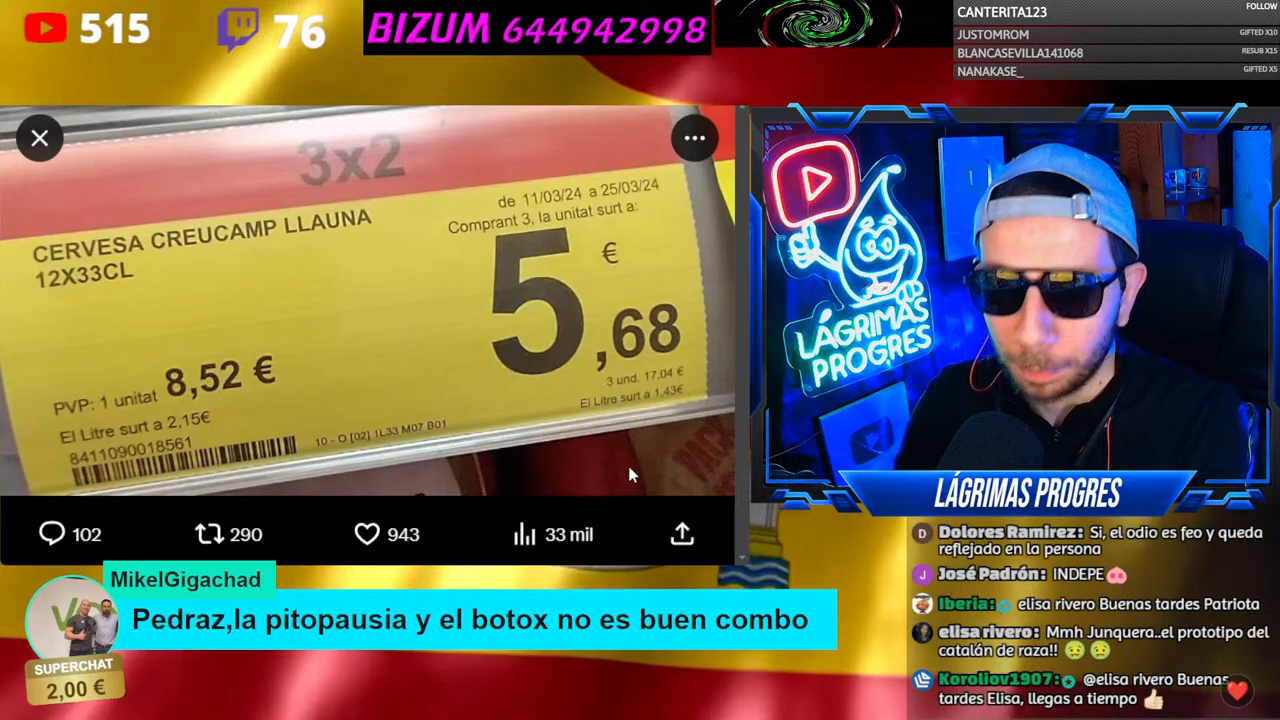 515
76
BIZUM 644942998
CANTERITA123
FOLLOW
JUSTOMROM
GIFTED X10
BLANCASEVILLA141068
RESUB X15
NANAKASE_
GIFTED X5
3x2
de 11/03/24 a 25/03/24
Comprant 3, la unitat surt a:
CERVESA CREUCAMP LLAUNA
12X33CL
5,68 €
PVP: 1 unitat 8,52 €
3 und. 17,04 €
El Litre surt a 2,15€
El Litre surt a 1,43€
8411090018561
10 - O [02] 1L33 M07 B01
102
290
943
33 mil
LÁGRIMAS
PROGRES
LÁGRIMAS PROGRES
MikelGigachad
Pedraz,la pitopausia y el botox no es buen combo
SUPERCHAT
2,00 €
D
Dolores Ramirez: Si, el odio es feo y queda
reflejado en la persona
J
José Padrón: INDEPE🐽
Iberia: elisa rivero Buenas tardes Patriota
elisa rivero: Mmh Junquera..el prototipo del
catalán de raza!! 🤢 🤢
Koroliov1907: @elisa rivero Buenas
tardes Elisa, llegas a tiempo 👍🏻